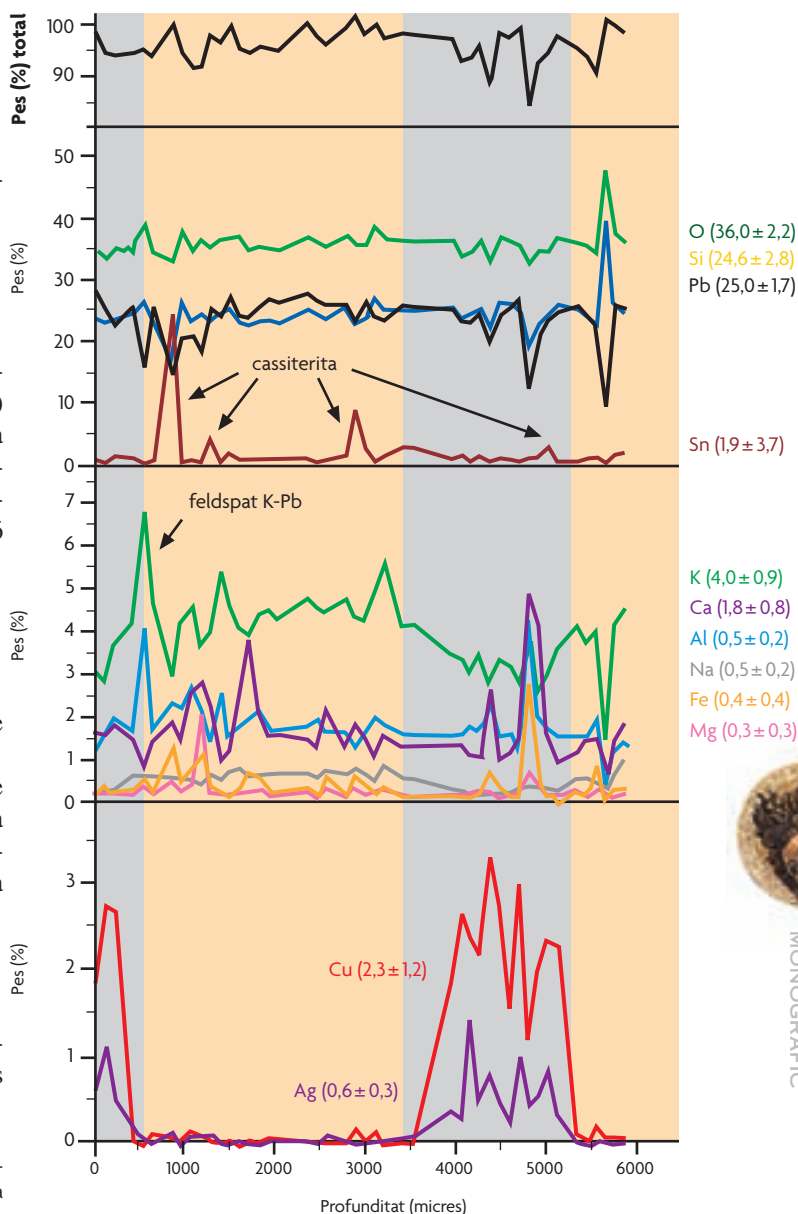 Pes (%) total
100
90
Pes (%)
50
40
30
20
10
0
cassiterita
O (36,0 ± 2,2)
Si (24,6 ± 2,8)
Pb (25,0 ± 1,7)
Sn (1,9 ± 3,7)
Pes (%)
7
6
5
4
3
2
1
0
feldspat K-Pb
K (4,0 ± 0,9)
Ca (1,8 ± 0,8)
Al (0,5 ± 0,2)
Na (0,5 ± 0,2)
Fe (0,4 ± 0,4)
Mg (0,3 ± 0,3)
Pes (%)
3
2
1
0
Cu (2,3 ± 1,2)
Ag (0,6 ± 0,3)
0 1000 2000 3000 4000 5000 6000
Profunditat (micres)
MONOGRÀFIC